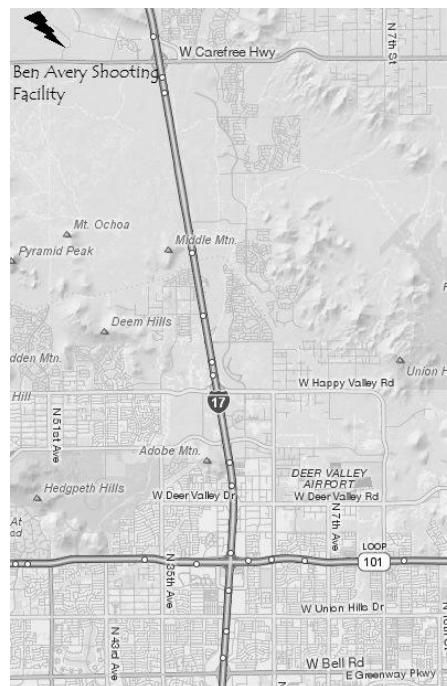 N 7th St
W Carefree Hwy
Ben Avery Shooting
Facility
Mt. Ochoa
Pyramid Peak
Middle Mtn.
Deem Hills
dden Mtn.
Union H
W Happy Valley Rd
Hill
17
N 51st Ave
Adobe Mtn.
DEER VALLEY
AIRPORT
Hedgpeth Hills
W Deer Valley Dr
W Deer Valley Rd
N 7th Ave
At
LOOP
101
N 35th Ave
W Union Hills Dr
N 43rd Ave
W Bell Rd
E Greenway Pkwy